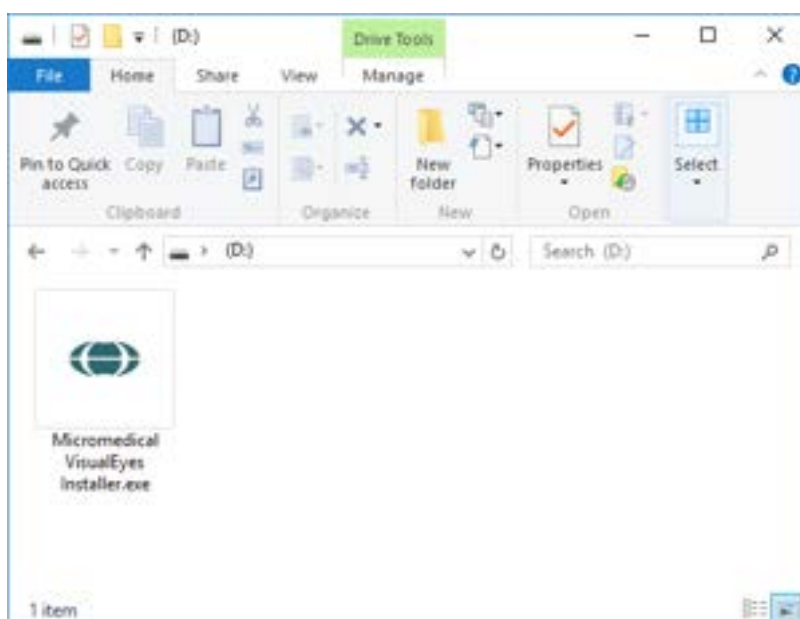 (D:)
Drive Tools
File
Home
Share
View
Manage
Pin to Quick
access
Copy
Paste
New
folder
Properties
Select
Clipboard
Organize
New
Open
(D:)
Search (D:)
Micromedical
VisualEyes
Installer.exe
1 item